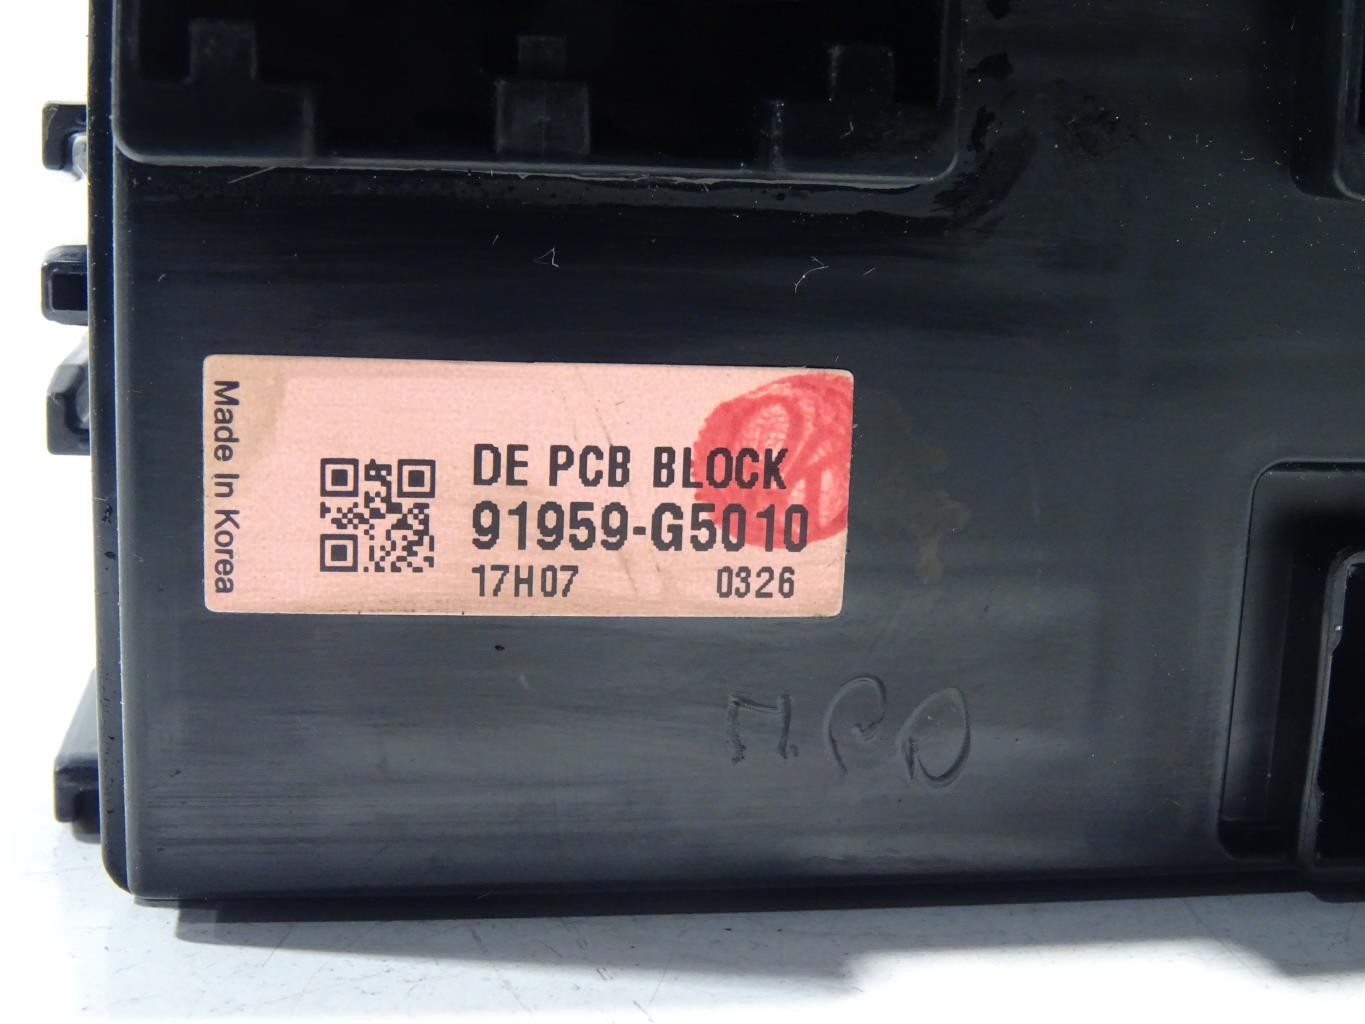 Made In Korea
DE PCB BLOCK
91959-G5010
17H07 0326